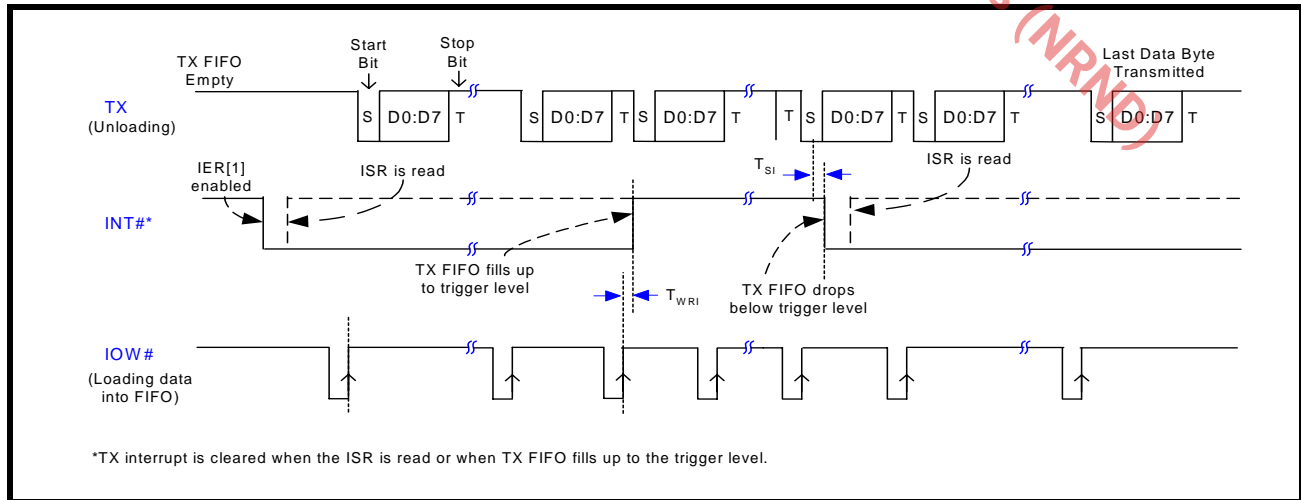 s (NRND)
TX FIFO
Empty
Start
Bit
Stop
Bit
Last Data Byte
Transmitted
TX
(Unloading)
S D0:D7 T S D0:D7 T S D0:D7 T T S D0:D7 T S D0:D7 T S D0:D7 T
IER[1]
enabled
ISR is read
TSI
ISR is read
INT#*
TX FIFO fills up
to trigger level
TWRI
TX FIFO drops
below trigger level
IOW#
(Loading data
into FIFO)
*TX interrupt is cleared when the ISR is read or when TX FIFO fills up to the trigger level.